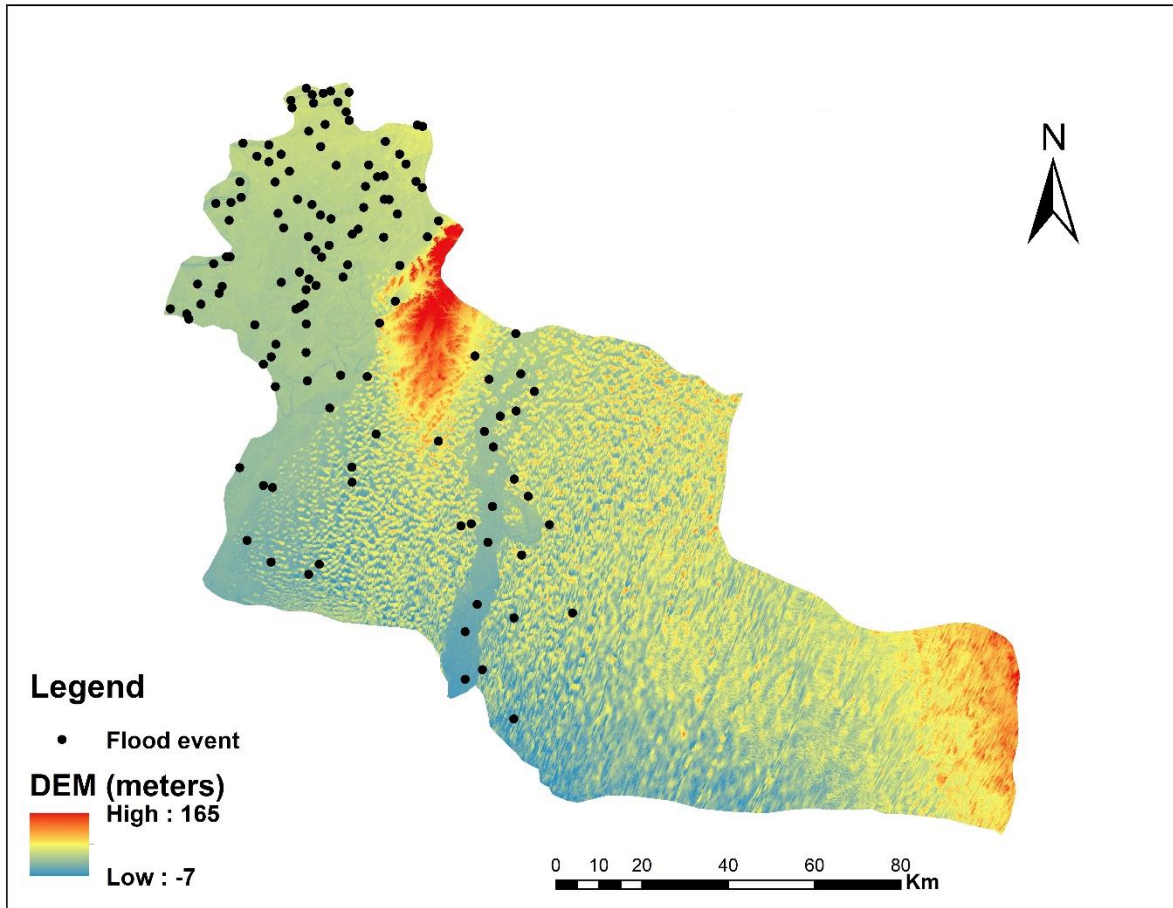 N
Legend
Flood event
DEM (meters)
High : 165
Low : -7
0 10 20 40 60 80
Km